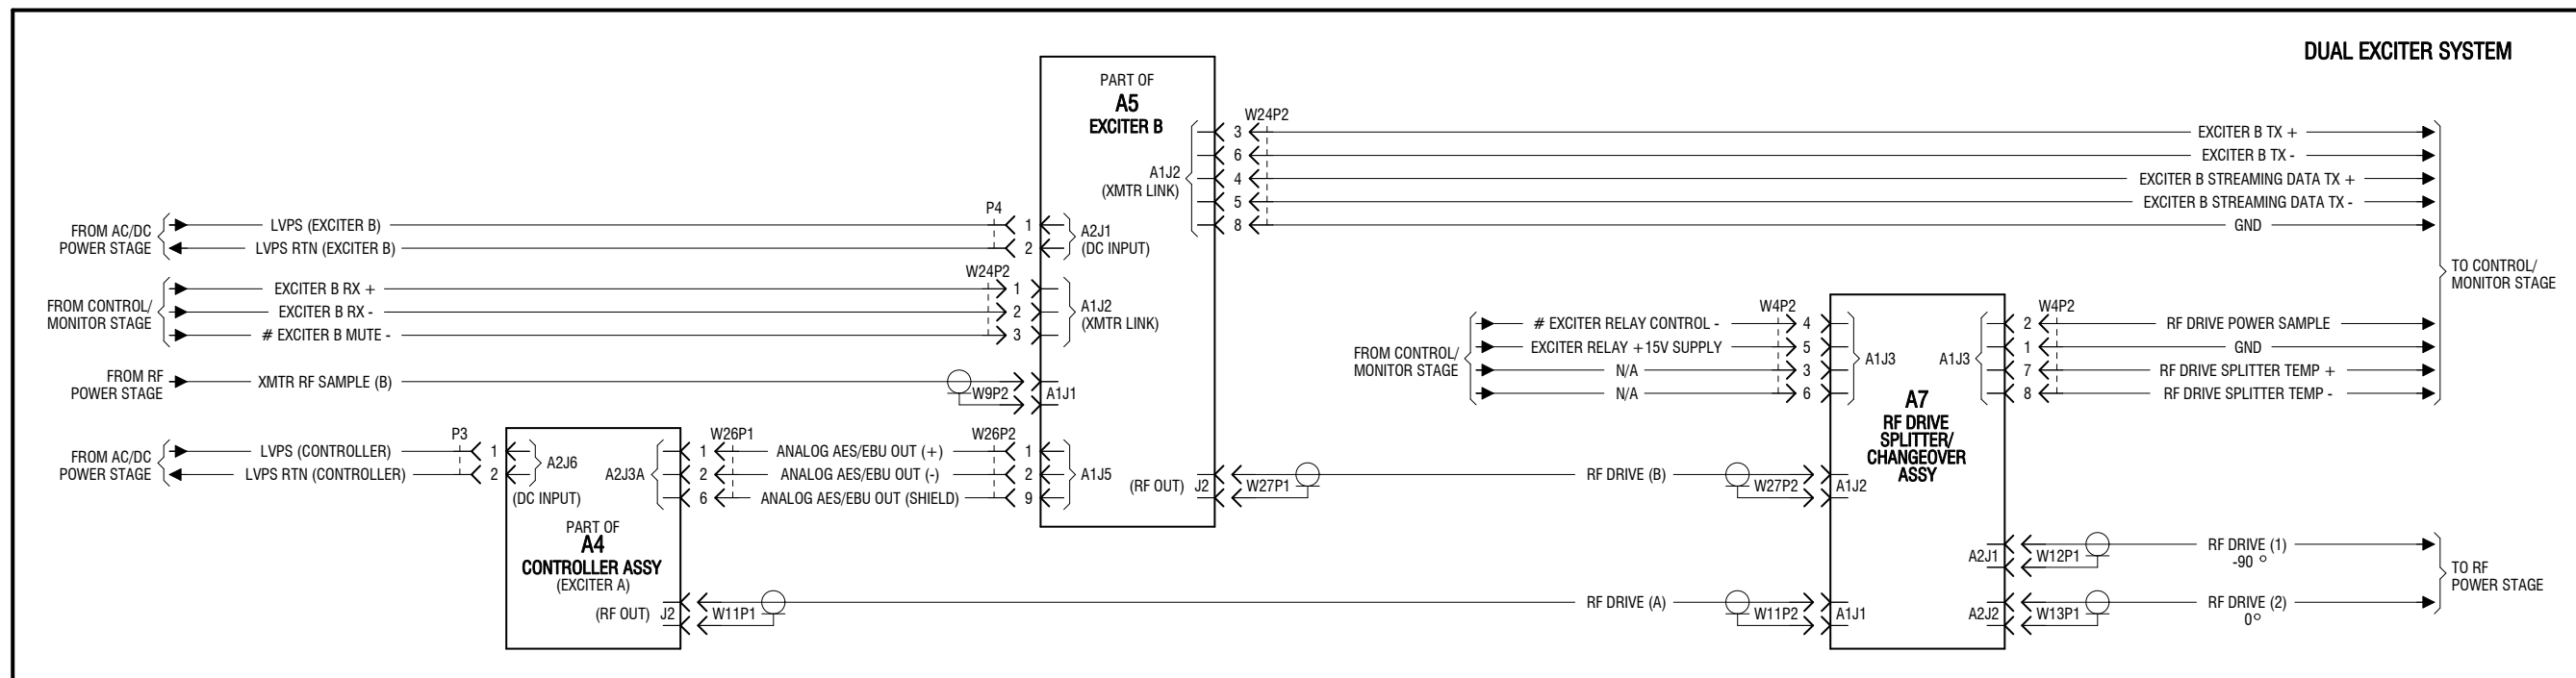 DUAL EXCITER SYSTEM
PART OF
A5
EXCITER B
W24P2
3
EXCITER B TX +
6
EXCITER B TX -
A1J2
(XMTR LINK)
4
EXCITER B STREAMING DATA TX +
5
EXCITER B STREAMING DATA TX -
8
GND
TO CONTROL/
MONITOR STAGE
FROM AC/DC
POWER STAGE
LVPS (EXCITER B)
LVPS RTN (EXCITER B)
P4
1
2
A2J1
(DC INPUT)
FROM CONTROL/
MONITOR STAGE
EXCITER B RX +
EXCITER B RX -
# EXCITER B MUTE -
W24P2
1
2
3
A1J2
(XMTR LINK)
FROM RF
POWER STAGE
XMTR RF SAMPLE (B)
W9P2
A1J1
FROM CONTROL/
MONITOR STAGE
# EXCITER RELAY CONTROL -
EXCITER RELAY +15V SUPPLY
N/A
N/A
W4P2
4
5
3
6
A1J3
A1J3
W4P2
2
1
7
8
RF DRIVE POWER SAMPLE
GND
RF DRIVE SPLITTER TEMP +
RF DRIVE SPLITTER TEMP -
A7
RF DRIVE
SPLITTER/
CHANGEOVER
ASSY
FROM AC/DC
POWER STAGE
LVPS (CONTROLLER)
LVPS RTN (CONTROLLER)
P3
1
2
A2J6
(DC INPUT)
A2J3A
W26P1
1
2
6
ANALOG AES/EBU OUT (+)
ANALOG AES/EBU OUT (-)
ANALOG AES/EBU OUT (SHIELD)
W26P2
1
2
9
A1J5
(RF OUT) J2
W27P1
RF DRIVE (B)
W27P2
A1J2
PART OF
A4
CONTROLLER ASSY
(EXCITER A)
(RF OUT) J2
W11P1
RF DRIVE (A)
W11P2
A1J1
A2J1
W12P1
RF DRIVE (1)
-90 °
A2J2
W13P1
RF DRIVE (2)
0°
TO RF
POWER STAGE